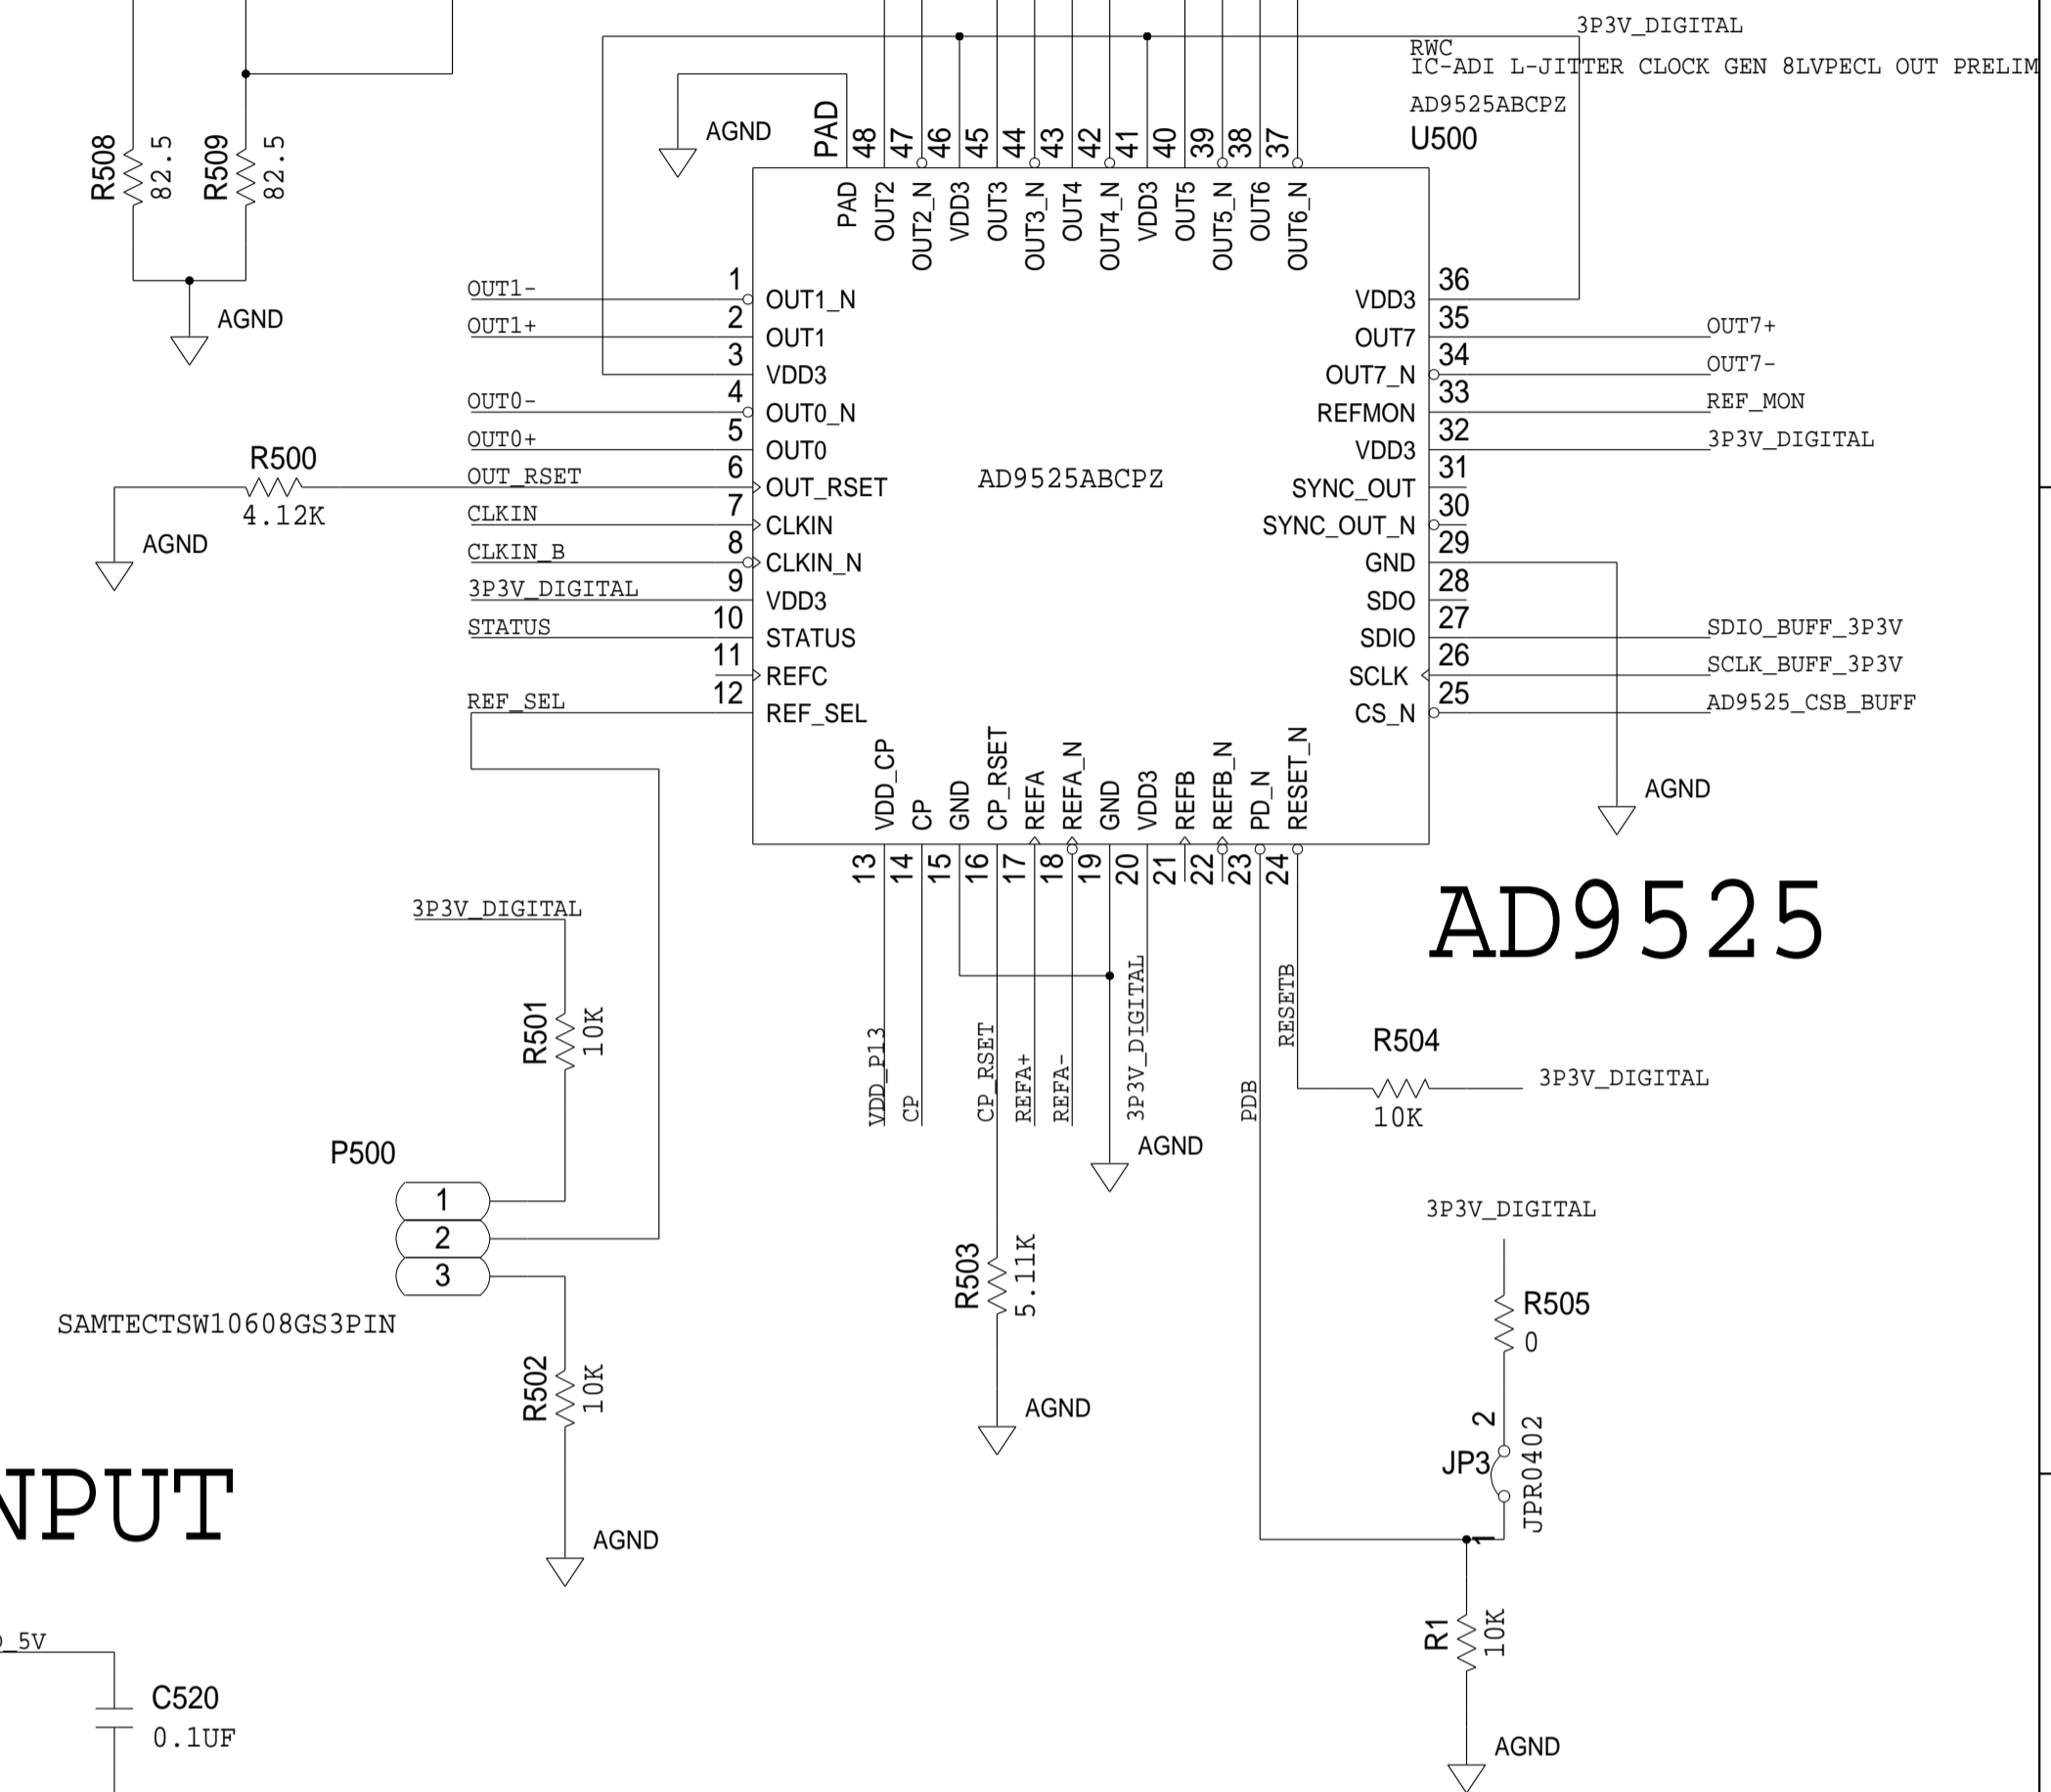 3P3V_DIGITAL
RWC
IC-ADI L-JITTER CLOCK GEN 8LVPECL OUT PRELIM
AD9525ABCPZ
U500
AGND
PAD
48
47
46
45
44
43
42
41
40
39
38
37
R508
82.5
R509
82.5
AGND
PAD
OUT2
OUT2_N
VDD3
OUT3
OUT3_N
OUT4
OUT4_N
VDD3
OUT5
OUT5_N
OUT6
OUT6_N
OUT1- 1 OUT1_N
OUT1+ 2 OUT1
3 VDD3
OUT0- 4 OUT0_N
OUT0+ 5 OUT0
OUT_RSET 6 OUT_RSET
CLKIN 7 CLKIN
CLKIN_B 8 CLKIN_N
3P3V_DIGITAL 9 VDD3
STATUS 10 STATUS
11 REFC
REF_SEL 12 REF_SEL
R500
4.12K
AGND
AD9525ABCPZ
VDD3 36
OUT7 35 OUT7+
OUT7_N 34 OUT7-
REFMON 33 REF_MON
VDD3 32 3P3V_DIGITAL
SYNC_OUT 31
SYNC_OUT_N 30
GND 29
SDO 28
SDIO 27 SDIO_BUFF_3P3V
SCLK 26 SCLK_BUFF_3P3V
CS_N 25 AD9525_CSB_BUFF
AGND
VDD_CP
CP
GND
CP_RSET
REFA
REFA_N
GND
VDD3
REFB
REFB_N
PD_N
RESET_N
13
14
15
16
17
18
19
20
21
22
23
24
AD9525
VDD_P13
CP
CP_RSET
REFA+
REFA-
3P3V_DIGITAL
PDB
RESETB
R504
10K
3P3V_DIGITAL
AGND
3P3V_DIGITAL
R501
10K
P500
1
2
3
SAMTECTSW10608GS3PIN
R502
10K
AGND
R503
5.11K
AGND
3P3V_DIGITAL
R505
0
2
JP3
JPR0402
1
R1
10K
AGND
NPUT
_5V
C520
0.1UF